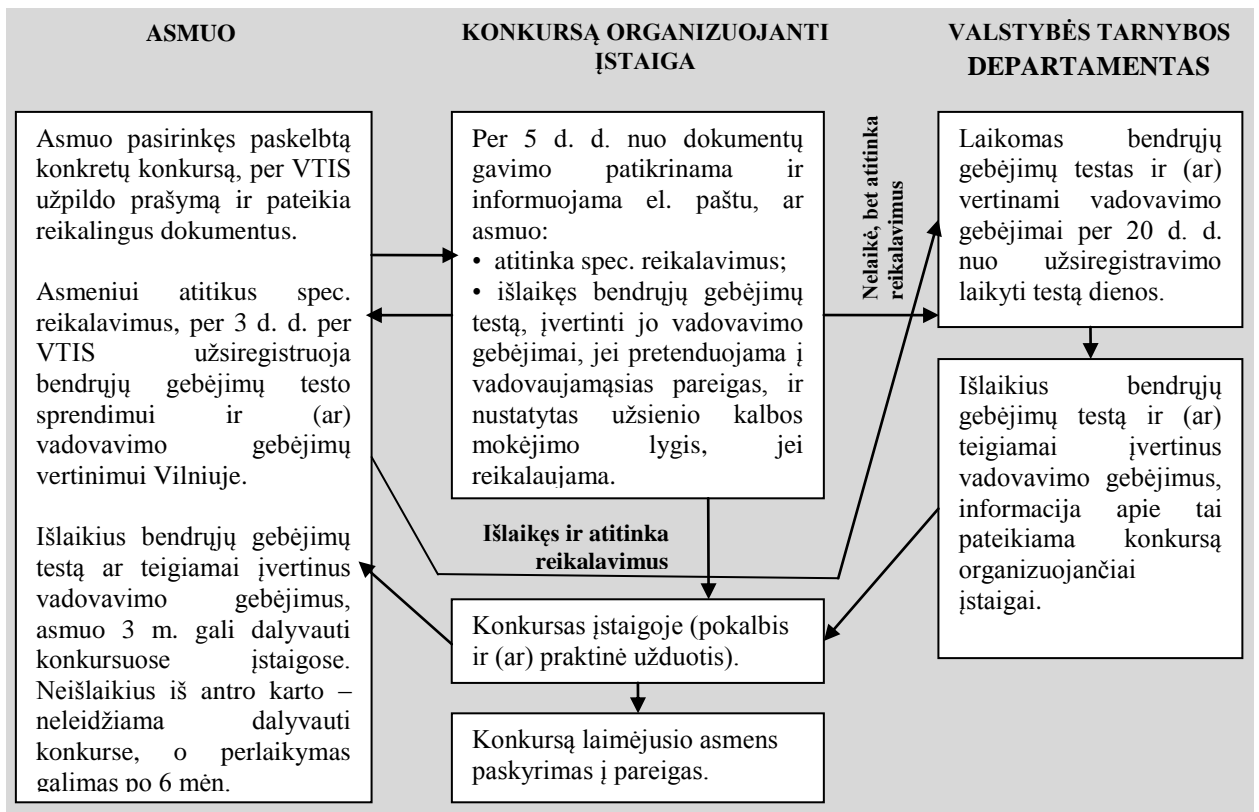 ASMUO
KONKURSĄ ORGANIZUOJANTI
ĮSTAIGA
VALSTYBĖS TARNYBOS
DEPARTAMENTAS
Asmuo pasirinkęs paskelbtą
konkretų konkursą, per VTIS
užpildo prašymą ir pateikia
reikalingus dokumentus.
Asmeniui atitikus spec.
reikalavimus, per 3 d. d. per
VTIS užsiregistruoja
bendrųjų gebėjimų testo
sprendimui ir (ar)
vadovavimo gebėjimų
vertinimui Vilniuje.
Išlaikius bendrųjų gebėjimų
testą ar teigiamai įvertinus
vadovavimo gebėjimus,
asmuo 3 m. gali dalyvauti
konkursuose įstaigose.
Neišlaikius iš antro karto –
neleidžiama dalyvauti
konkurse, o perlaikymas
galimas po 6 mėn.
Per 5 d. d. nuo dokumentų
gavimo patikrinama ir
informuojama el. paštu, ar
asmuo:
• atitinka spec. reikalavimus;
• išlaikęs bendrųjų gebėjimų
testą, įvertinti jo vadovavimo
gebėjimai, jei pretenduojama į
vadovaujamąsias pareigas, ir
nustatytas užsienio kalbos
mokėjimo lygis, jei
reikalaujama.
Išlaikęs ir atitinka
reikalavimus
Konkursas įstaigoje (pokalbis
ir (ar) praktinė užduotis).
Konkursą laimėjusio asmens
paskyrimas į pareigas.
Nelaikė, bet atitinka
reikalavimus
Laikomas bendrųjų
gebėjimų testas ir (ar)
vertinami vadovavimo
gebėjimai per 20 d. d.
nuo užsiregistravimo
laikyti testą dienos.
Išlaikius bendrųjų
gebėjimų testą ir (ar)
teigiamai įvertinus
vadovavimo gebėjimus,
informacija apie tai
pateikiama konkursą
organizuojančiai
įstaigai.